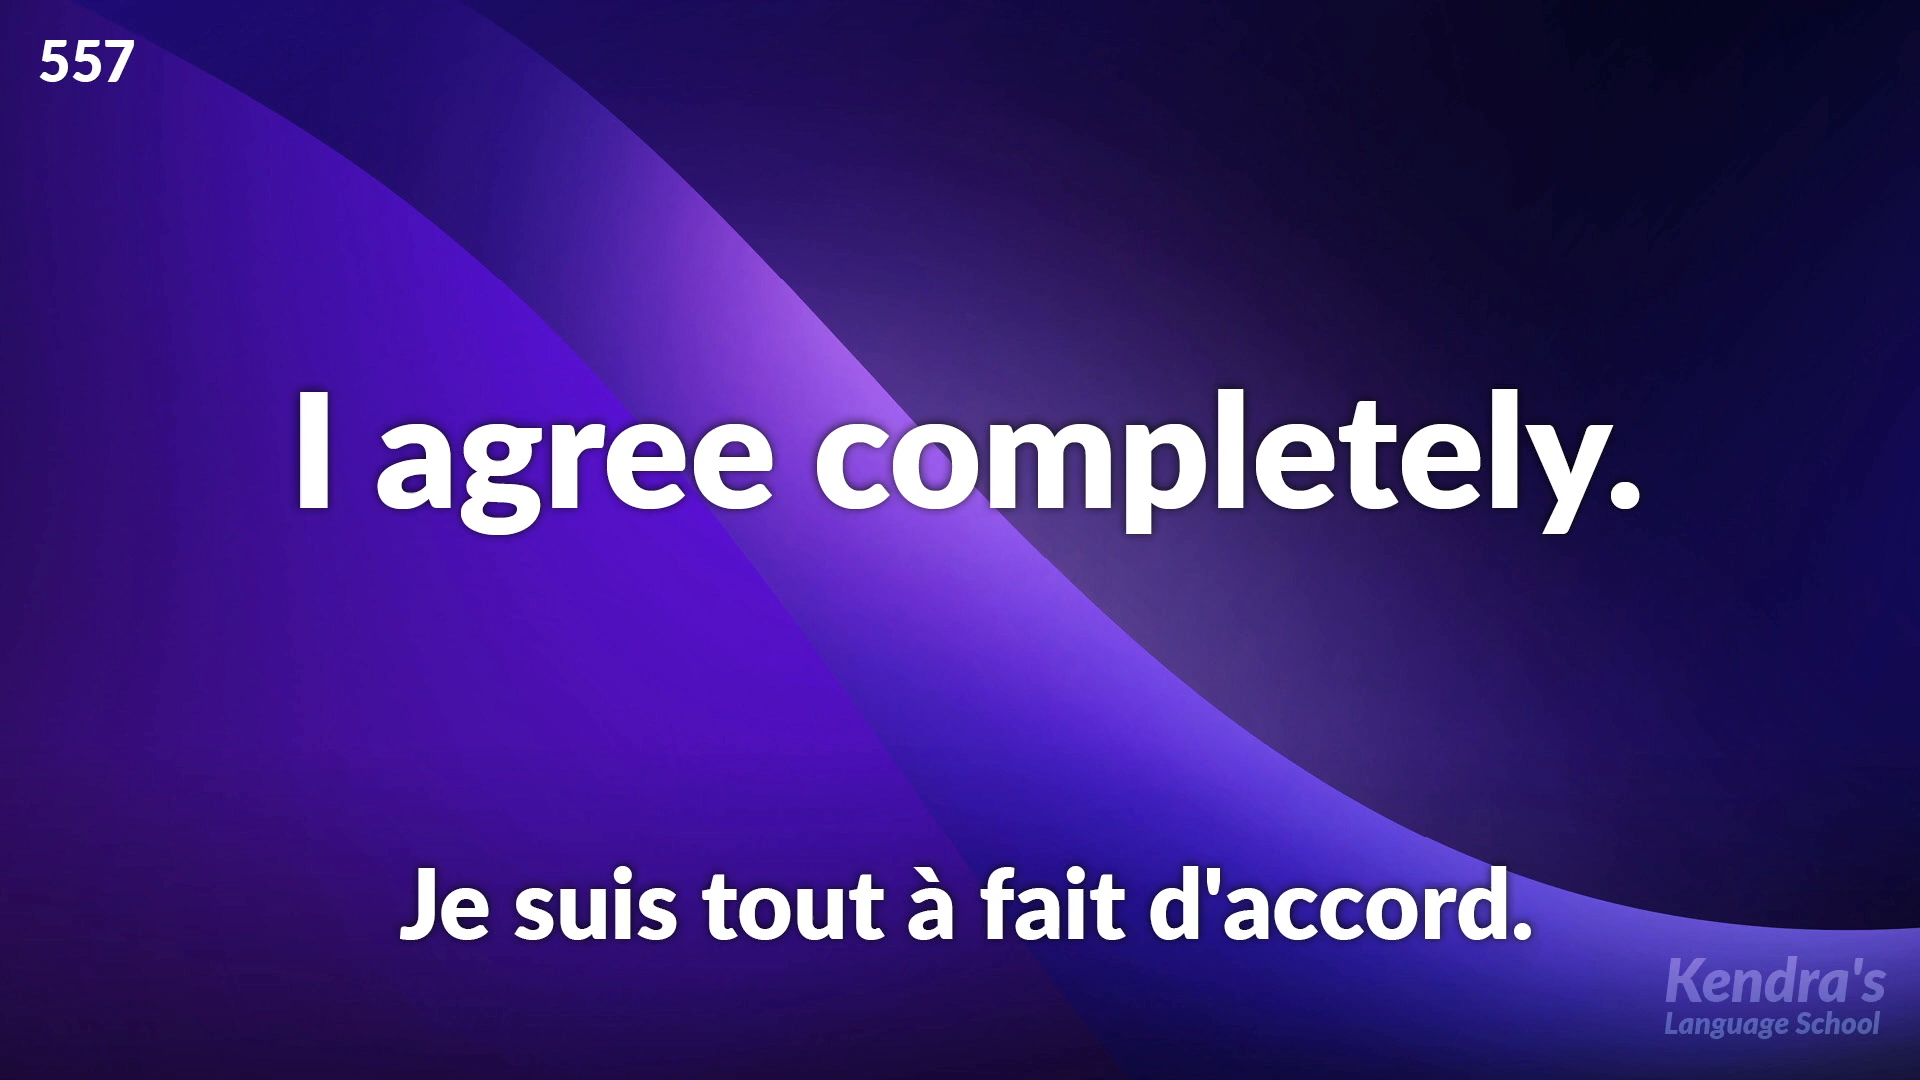 557
I agree completely.
Je suis tout à fait d'accord.
Kendra's
Language School